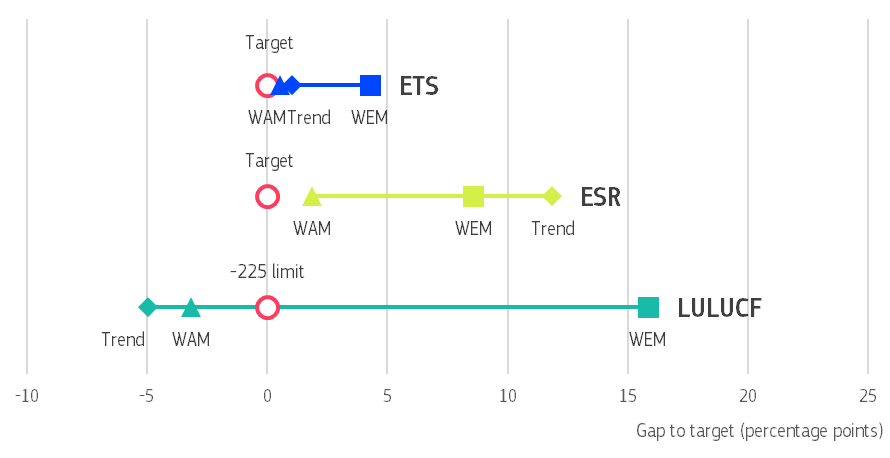 Target
ETS
WAM Trend WEM
Target
ESR
WAM WEM Trend
-225 limit
LULUCF
Trend WAM WEM
-10 -5 0 5 10 15 20 25
Gap to target (percentage points)